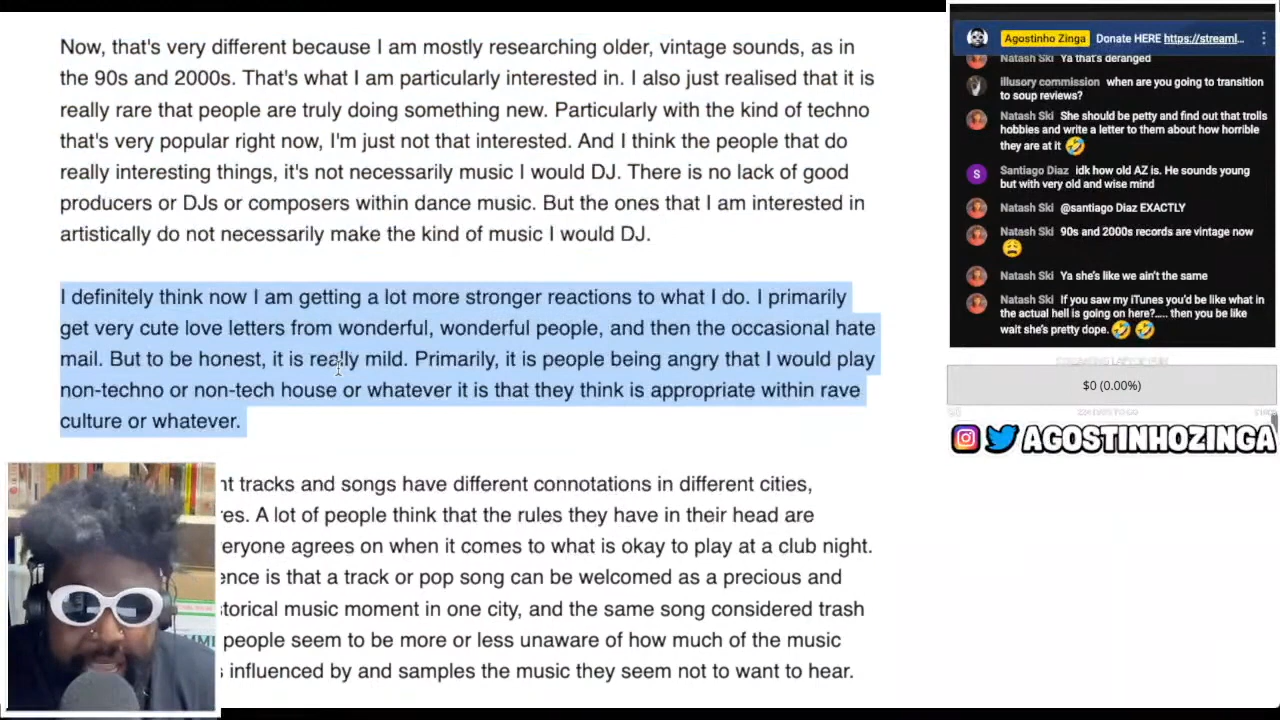 Now, that's very different because I am mostly researching older, vintage sounds, as in
the 90s and 2000s. That's what I am particularly interested in. I also just realised that it is
really rare that people are truly doing something new. Particularly with the kind of techno
that's very popular right now, I'm just not that interested. And I think the people that do
really interesting things, it's not necessarily music I would DJ. There is no lack of good
producers or DJs or composers within dance music. But the ones that I am interested in
artistically do not necessarily make the kind of music I would DJ.
I definitely think now I am getting a lot more stronger reactions to what I do. I primarily
get very cute love letters from wonderful, wonderful people, and then the occasional hate
mail. But to be honest, it is really mild. Primarily, it is people being angry that I would play
non-techno or non-tech house or whatever it is that they think is appropriate within rave
culture or whatever.
nt tracks and songs have different connotations in different cities,
res. A lot of people think that the rules they have in their head are
eryone agrees on when it comes to what is okay to play at a club night.
ence is that a track or pop song can be welcomed as a precious and
storical music moment in one city, and the same song considered trash
people seem to be more or less unaware of how much of the music
s influenced by and samples the music they seem not to want to hear.
Agostinho Zinga Donate HERE https://streaml...
Natash Ski Ya that's deranged
illusory commission when are you going to transition
to soup reviews?
Natash Ski She should be petty and find out that trolls
hobbies and write a letter to them about how horrible
they are at it 🤣
S Santiago Diaz idk how old AZ is. He sounds young
but with very old and wise mind
Natash Ski @santiago Diaz EXACTLY
Natash Ski 90s and 2000s records are vintage now
😩
Natash Ski Ya she's like we ain't the same
Natash Ski If you saw my iTunes you'd be like what in
the actual hell is going on here?..... then you be like
wait she's pretty dope. 🤣 🤣
$0 (0.00%)
AGOSTINHOZINGA